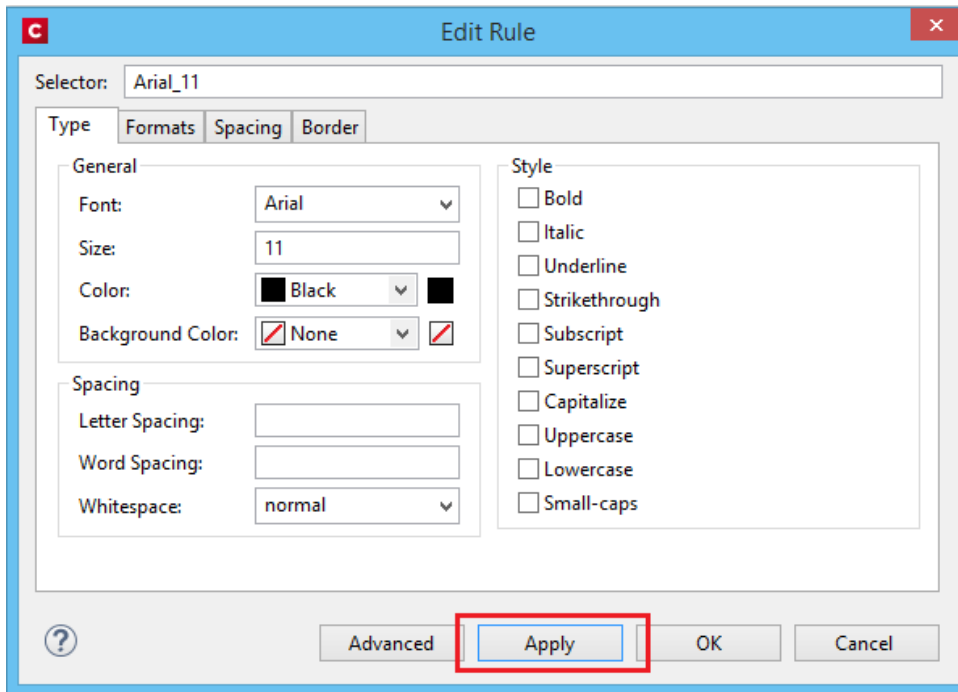 C
Edit Rule
Selector: Arial_11
Type Formats Spacing Border
General
Font: Arial
Size: 11
Color: Black
Background Color: None
Spacing
Letter Spacing:
Word Spacing:
Whitespace: normal
Style
Bold
Italic
Underline
Strikethrough
Subscript
Superscript
Capitalize
Uppercase
Lowercase
Small-caps
? Advanced Apply OK Cancel